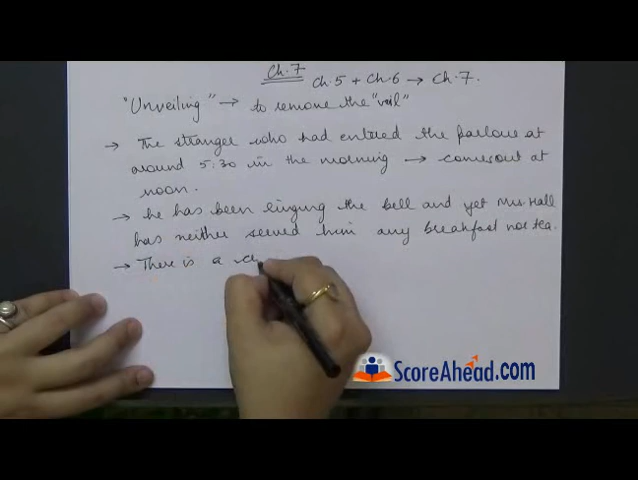 Ch.7
Ch.5 + Ch.6 → Ch.7.
"Unveiling" → to remove the "veil"
→ The stranger who had entered the parlour at
around 5:30 in the morning → comes out at
noon.
→ he has been ringing the bell and yet Mrs. Hall
has neither served him any breakfast nor tea.
→ There is a
ScoreAhead.com